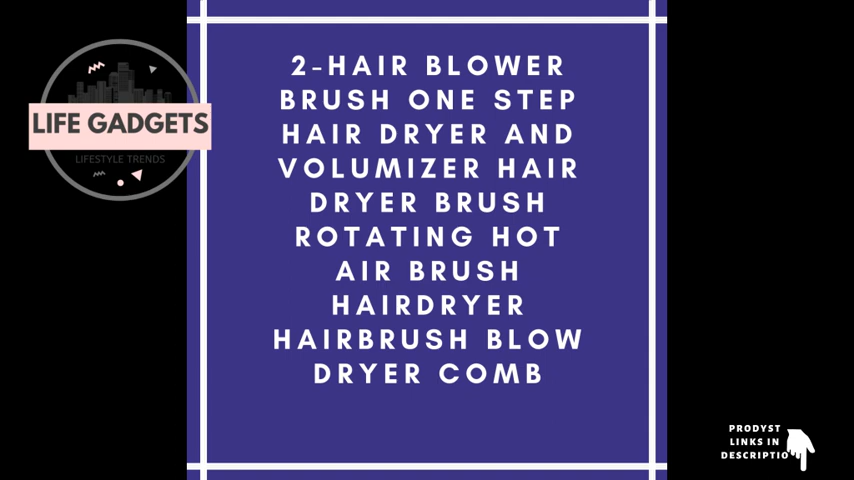 2-HAIR BLOWER
BRUSH ONE STEP
HAIR DRYER AND
VOLUMIZER HAIR
DRYER BRUSH
ROTATING HOT
AIR BRUSH
HAIRDRYER
HAIRBRUSH BLOW
DRYER COMB
LIFE GADGETS
LIFESTYLE TRENDS
PRODYST
LINKS IN
DESCRIPTIO